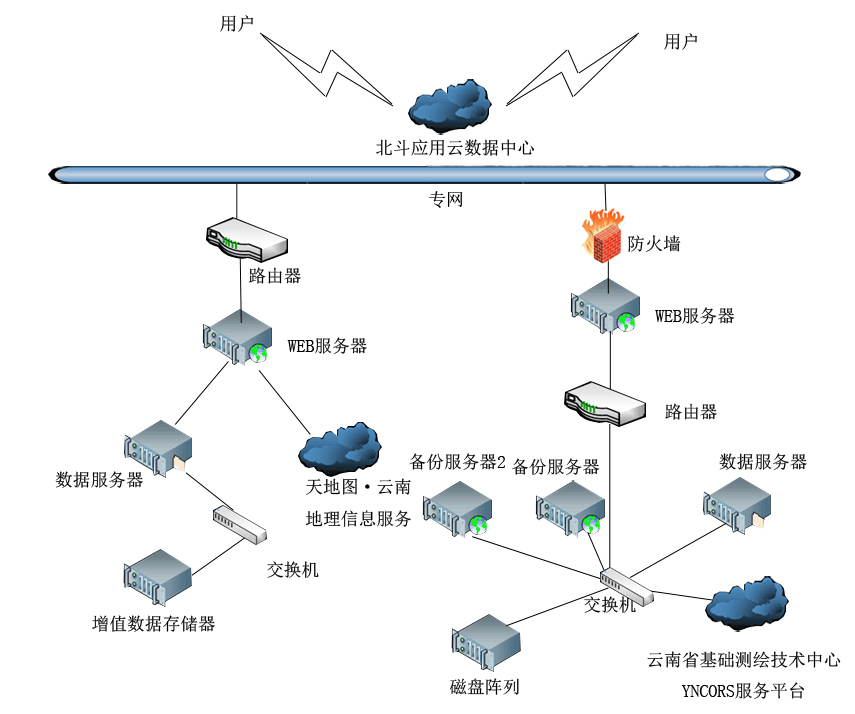 用户
用户
北斗应用云数据中心
专网
防火墙
路由器
WEB服务器
WEB服务器
路由器
备份服务器2
备份服务器
数据服务器
数据服务器
天地图·云南
地理信息服务
交换机
交换机
增值数据存储器
磁盘阵列
云南省基础测绘技术中心
YNCORS服务平台